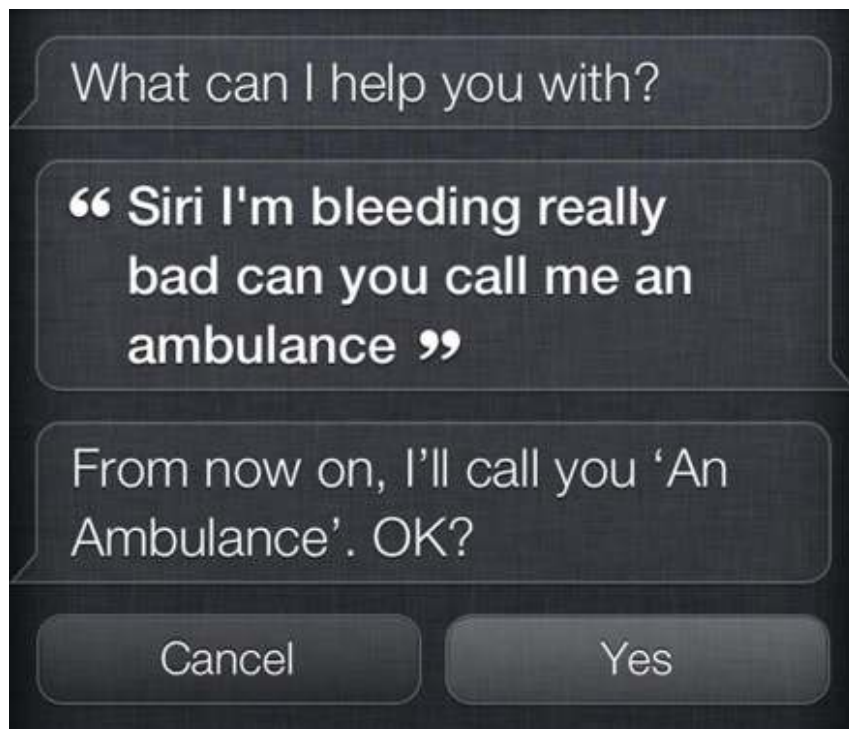 What can I help you with?
“ Siri I'm bleeding really
bad can you call me an
ambulance ”
From now on, I’ll call you ‘An
Ambulance’. OK?
Cancel
Yes